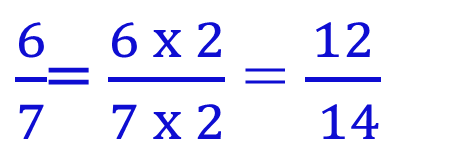 6/7 = 6 x 2/7 x 2 = 12/14